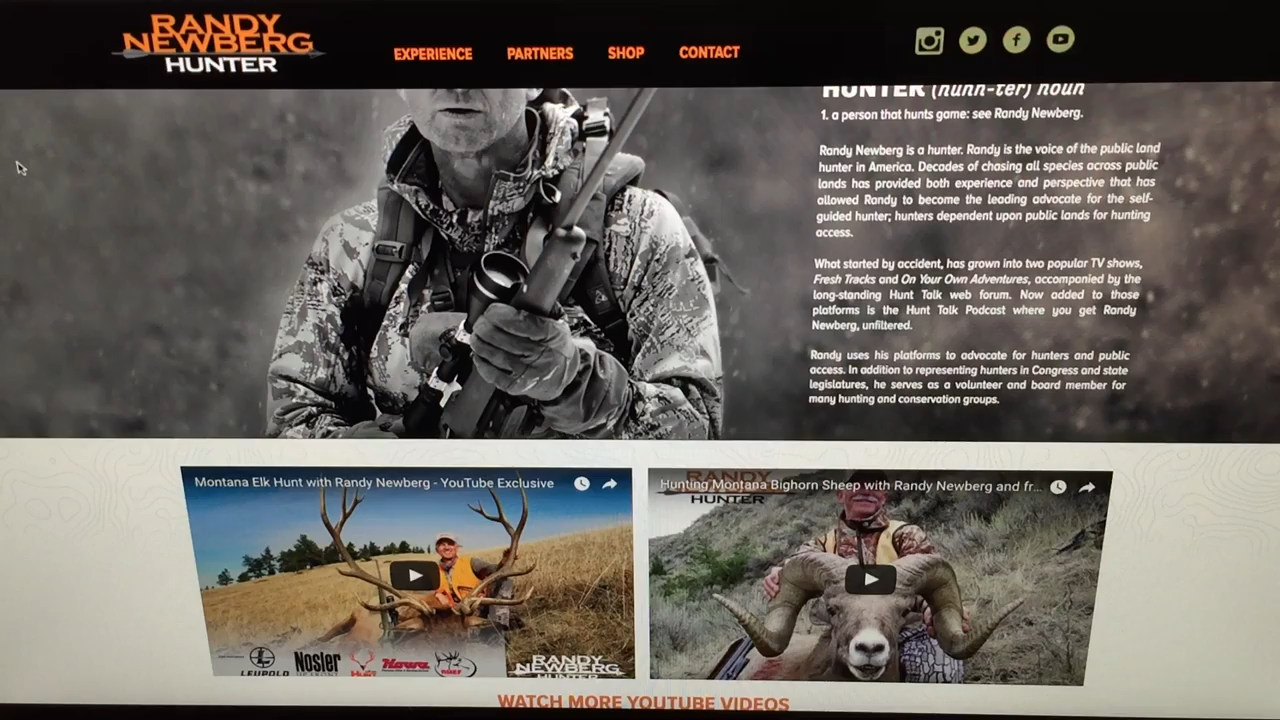 RANDY
NEWBERG
HUNTER
EXPERIENCE PARTNERS SHOP CONTACT
HUNTER (hunn-ter) noun
1. a person that hunts game: see Randy Newberg.
Randy Newberg is a hunter. Randy is the voice of the public land
hunter in America. Decades of chasing all species across public
lands has provided both experience and perspective that has
allowed Randy to become the leading advocate for the self-
guided hunter; hunters dependent upon public lands for hunting
access.
What started by accident, has grown into two popular TV shows,
Fresh Tracks and On Your Own Adventures, accompanied by the
long-standing Hunt Talk web forum. Now added to those
platforms is the Hunt Talk Podcast where you get Randy
Newberg, unfiltered.
Randy uses his platforms to advocate for hunters and public
access. In addition to representing hunters in Congress and state
legislatures, he serves as a volunteer and board member for
many hunting and conservation groups.
Montana Elk Hunt with Randy Newberg - YouTube Exclusive
LEUPOLD
Nosler
Howa
RANDY
NEWBERG
HUNTER
RANDY
Hunting Montana Bighorn Sheep with Randy Newberg and fr...
HUNTER
WATCH MORE YOUTUBE VIDEOS